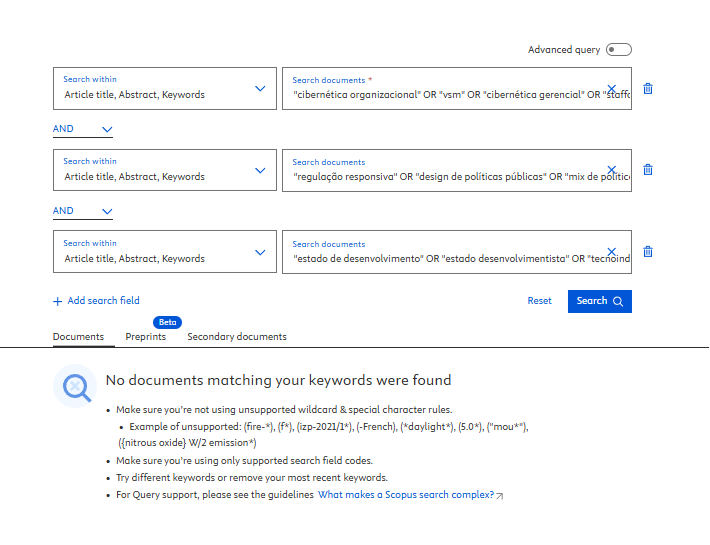 Advanced query
Search within
Article title, Abstract, Keywords
Search documents *
"cibernética organizacional" OR "vsm" OR "cibernética gerencial" OR
AND
Search within
Article title, Abstract, Keywords
Search documents
"regulação responsiva" OR "design de políticas públicas" OR "mix de
AND
Search within
Article title, Abstract, Keywords
Search documents
"estado de desenvolvimento" OR "estado desenvolvimentista" OR "tecnoind
+ Add search field
Reset
Search
Beta
Documents Preprints Secondary documents
No documents matching your keywords were found
• Make sure you're not using unsupported wildcard & special character rules.
• Example of unsupported: (fire-*), (f*), (izp-2021/1*), (-French), (*daylight*), (5.0*), ("mou*"),
({nitrous oxide} W/2 emission*)
• Make sure you're using only supported search field codes.
• Try different keywords or remove your most recent keywords.
• For Query support, please see the guidelines What makes a Scopus search complex?